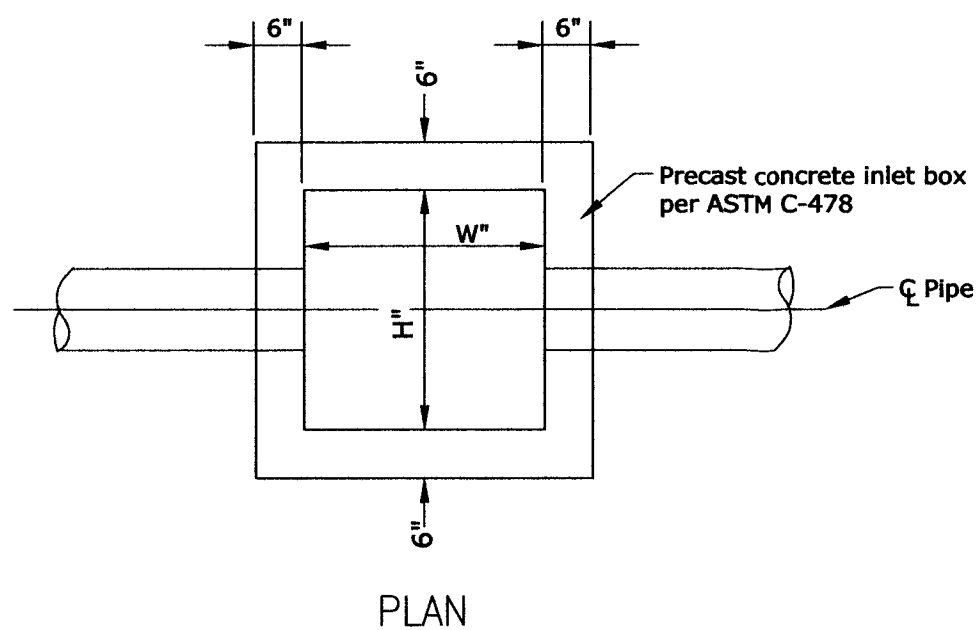 6"
6"
6"
Precast concrete inlet box
per ASTM C-478
W"
℄ Pipe
H"
6"
PLAN